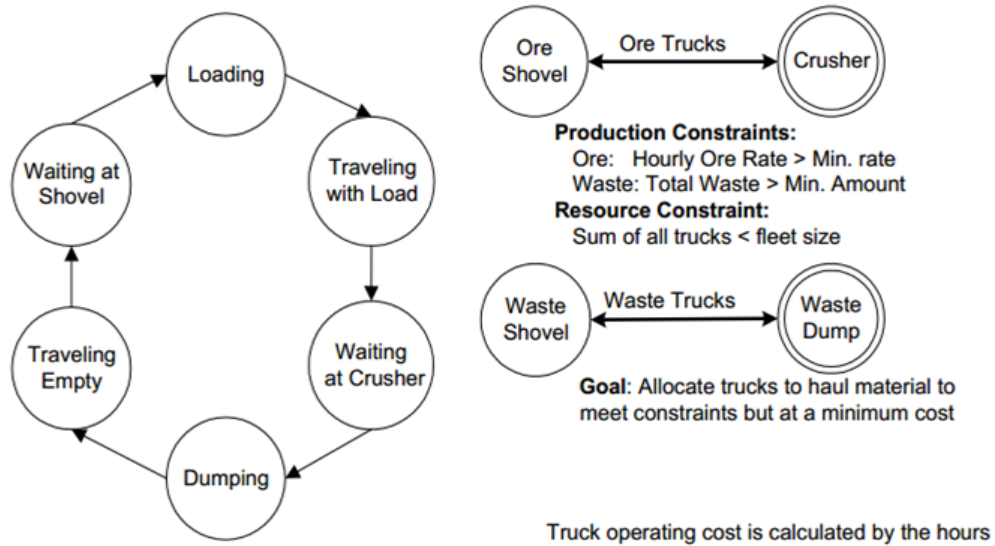 Loading
Traveling
with Load
Waiting
at Crusher
Dumping
Traveling
Empty
Waiting at
Shovel
Ore
Shovel
Ore Trucks
Crusher
Production Constraints:
Ore: Hourly Ore Rate > Min. rate
Waste: Total Waste > Min. Amount
Resource Constraint:
Sum of all trucks < fleet size
Waste
Shovel
Waste Trucks
Waste
Dump
Goal: Allocate trucks to haul material to
meet constraints but at a minimum cost
Truck operating cost is calculated by the hours